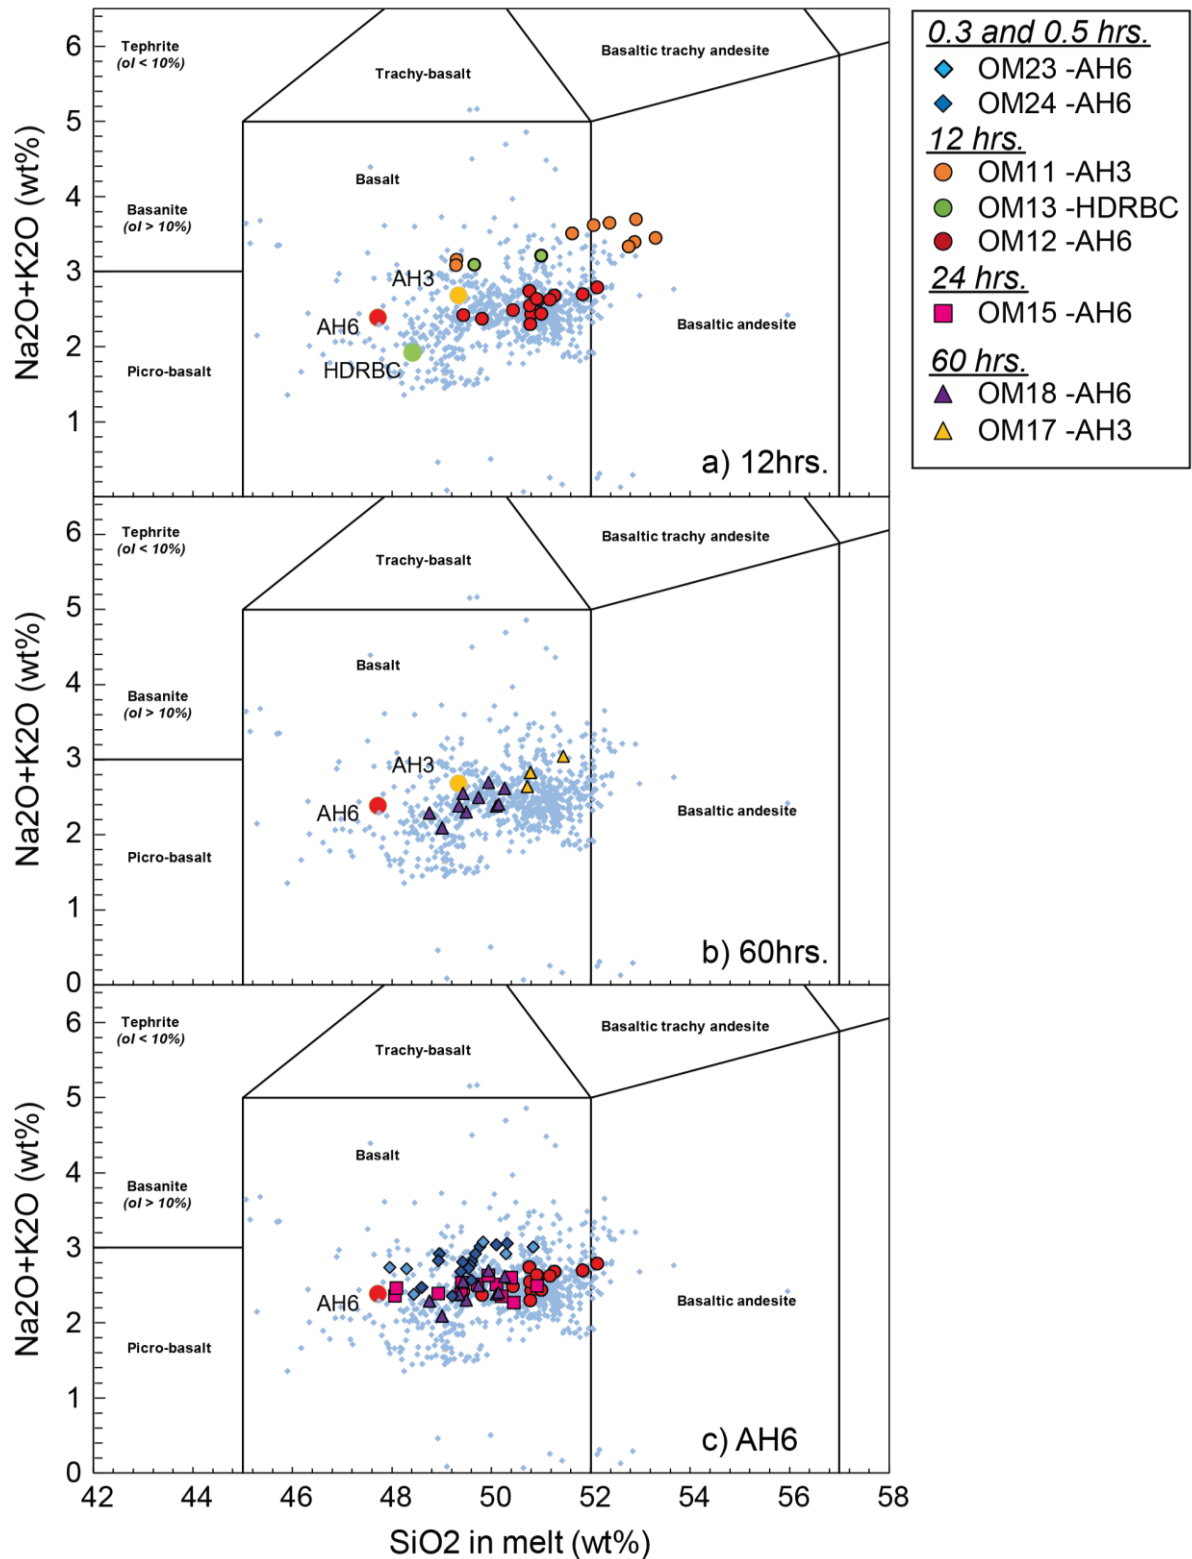 6
5
4
3
2
1
Na2O+K2O (wt%)
Tephrite
(ol < 10%)
Trachy-basalt
Basaltic trachy andesite
Basalt
Basanite
(ol > 10%)
AH3
AH6
HDRBC
Picro-basalt
Basaltic andesite
a) 12hrs.
0.3 and 0.5 hrs.
OM23 -AH6
OM24 -AH6
12 hrs.
OM11 -AH3
OM13 -HDRBC
OM12 -AH6
24 hrs.
OM15 -AH6
60 hrs.
OM18 -AH6
OM17 -AH3
6
5
4
3
2
1
0
Na2O+K2O (wt%)
Tephrite
(ol < 10%)
Trachy-basalt
Basaltic trachy andesite
Basalt
Basanite
(ol > 10%)
AH3
AH6
Picro-basalt
Basaltic andesite
b) 60hrs.
6
5
4
3
2
1
0
Na2O+K2O (wt%)
Tephrite
(ol < 10%)
Trachy-basalt
Basaltic trachy andesite
Basalt
Basanite
(ol > 10%)
AH6
Picro-basalt
Basaltic andesite
c) AH6
42 44 46 48 50 52 54 56 58
SiO2 in melt (wt%)